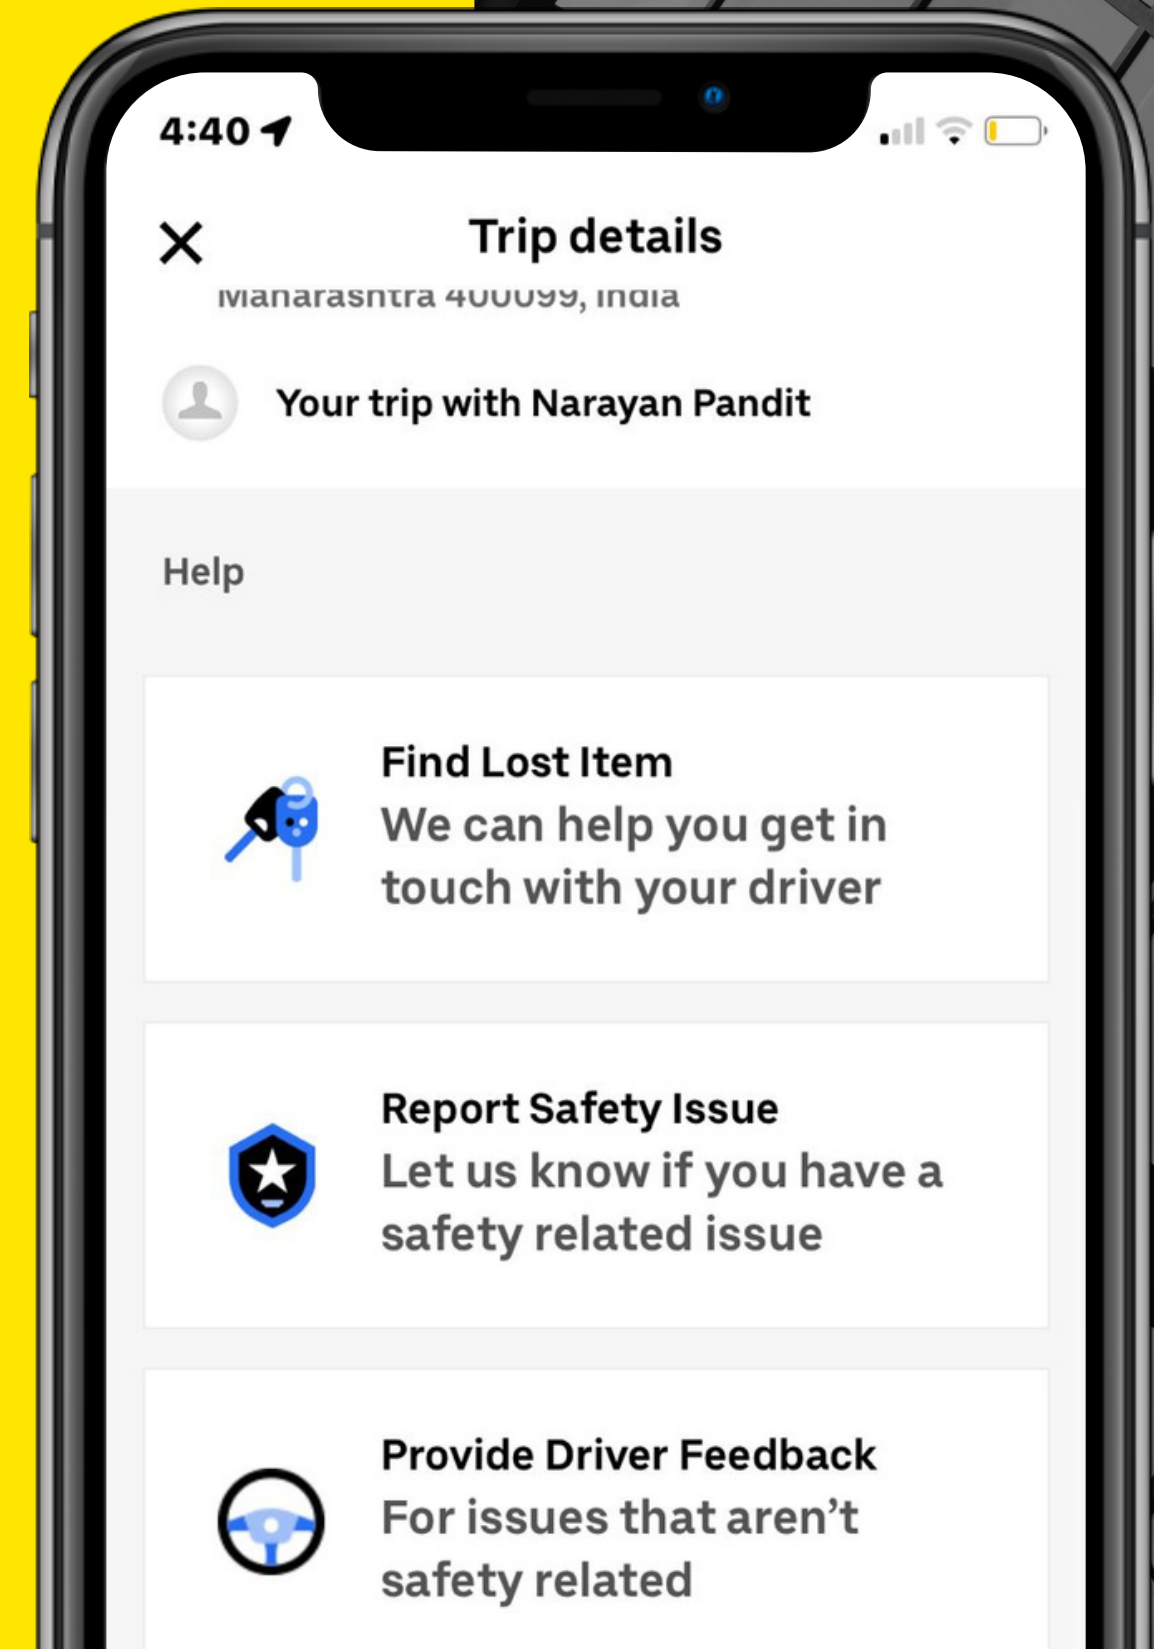 4:40
Trip details
Maharashtra 400099, India
Your trip with Narayan Pandit
Help
Find Lost Item
We can help you get in
touch with your driver
Report Safety Issue
Let us know if you have a
safety related issue
Provide Driver Feedback
For issues that aren’t
safety related